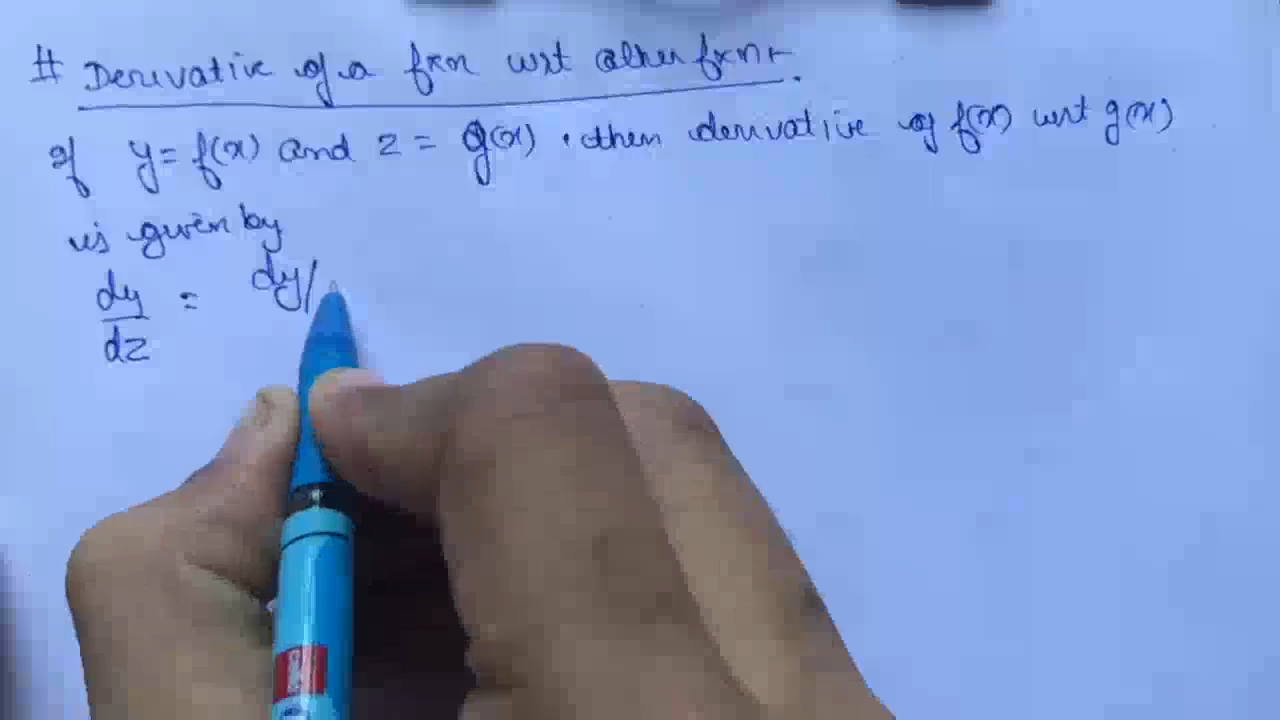 # Derivative of a fxn wrt other fxn:-
If y = f(x) and z = g(x) . then derivative of f(x) wrt g(x)
is given by
dy/dz = dy/